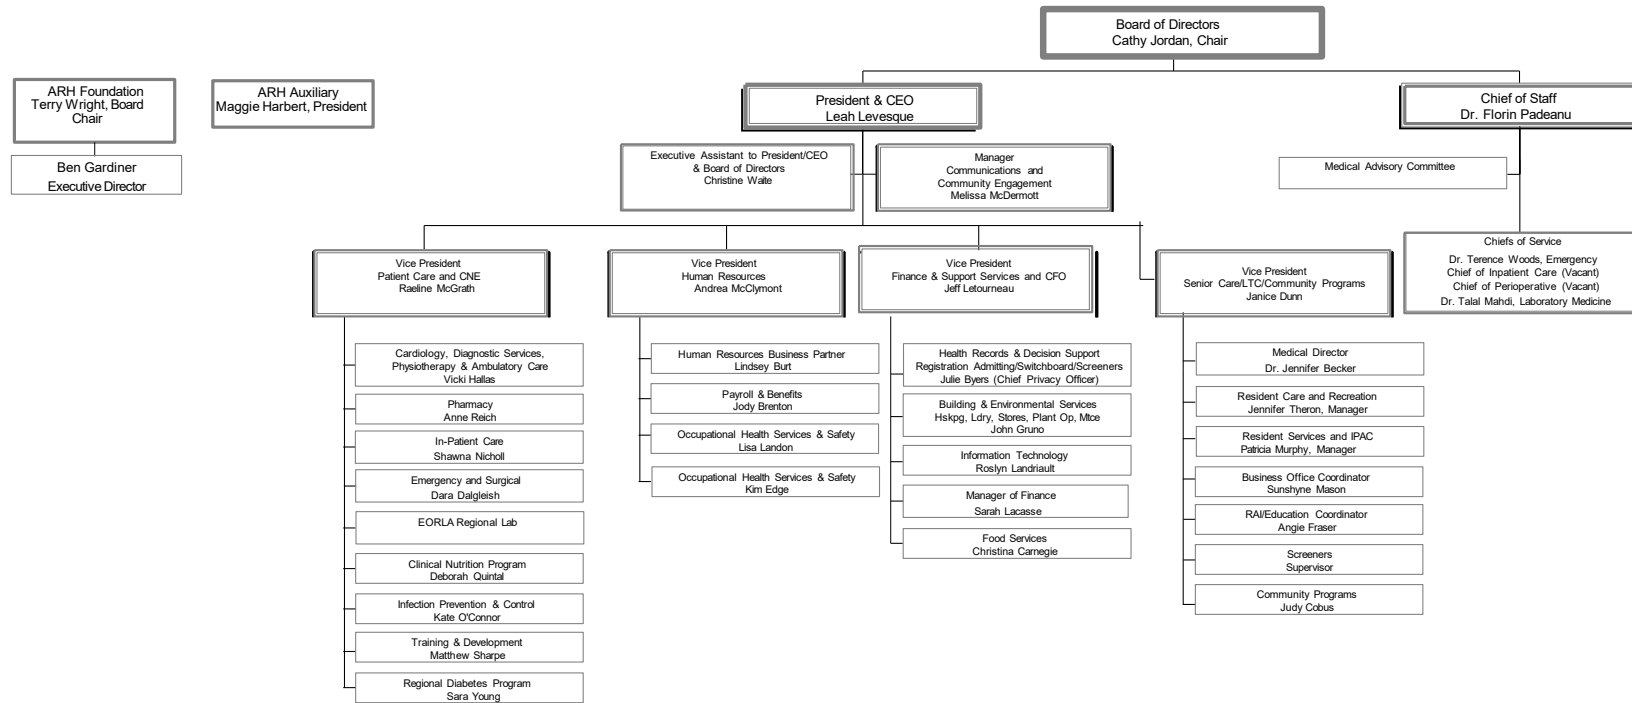 Board of Directors
Cathy Jordan, Chair
ARH Foundation
Terry Wright, Board
Chair
ARH Auxiliary
Maggie Harbert, President
President & CEO
Leah Levesque
Chief of Staff
Dr. Florin Padeanu
Ben Gardiner
Executive Director
Executive Assistant to President/CEO
& Board of Directors
Christine Waite
Manager
Communications and
Community Engagement
Melissa McDermott
Medical Advisory Committee
Vice President
Patient Care and CNE
Raeline McGrath
Vice President
Human Resources
Andrea McClymont
Vice President
Finance & Support Services and CFO
Jeff Letourneau
Vice President
Senior Care/LTC/Community Programs
Janice Dunn
Chiefs of Service
Dr. Terence Woods, Emergency
Chief of Inpatient Care (Vacant)
Chief of Perioperative (Vacant)
Dr. Talal Mahdi, Laboratory Medicine
Cardiology, Diagnostic Services,
Physiotherapy & Ambulatory Care
Vicki Hallas
Pharmacy
Anne Reich
In-Patient Care
Shawna Nicholl
Emergency and Surgical
Dara Dalgleish
EORLA Regional Lab
Clinical Nutrition Program
Deborah Quintal
Infection Prevention & Control
Kate O'Connor
Training & Development
Matthew Sharpe
Regional Diabetes Program
Sara Young
Human Resources Business Partner
Lindsey Burt
Payroll & Benefits
Jody Brenton
Occupational Health Services & Safety
Lisa Landon
Occupational Health Services & Safety
Kim Edge
Health Records & Decision Support
Registration Admitting/Switchboard/Screeners
Julie Byers (Chief Privacy Officer)
Building & Environmental Services
Hskpg, Ldry, Stores, Plant Op, Mtce
John Gruno
Information Technology
Roslyn Landriault
Manager of Finance
Sarah Lacasse
Food Services
Christina Carnegie
Medical Director
Dr. Jennifer Becker
Resident Care and Recreation
Jennifer Theron, Manager
Resident Services and IPAC
Patricia Murphy, Manager
Business Office Coordinator
Sunshyne Mason
RAI/Education Coordinator
Angie Fraser
Screeners
Supervisor
Community Programs
Judy Cobus